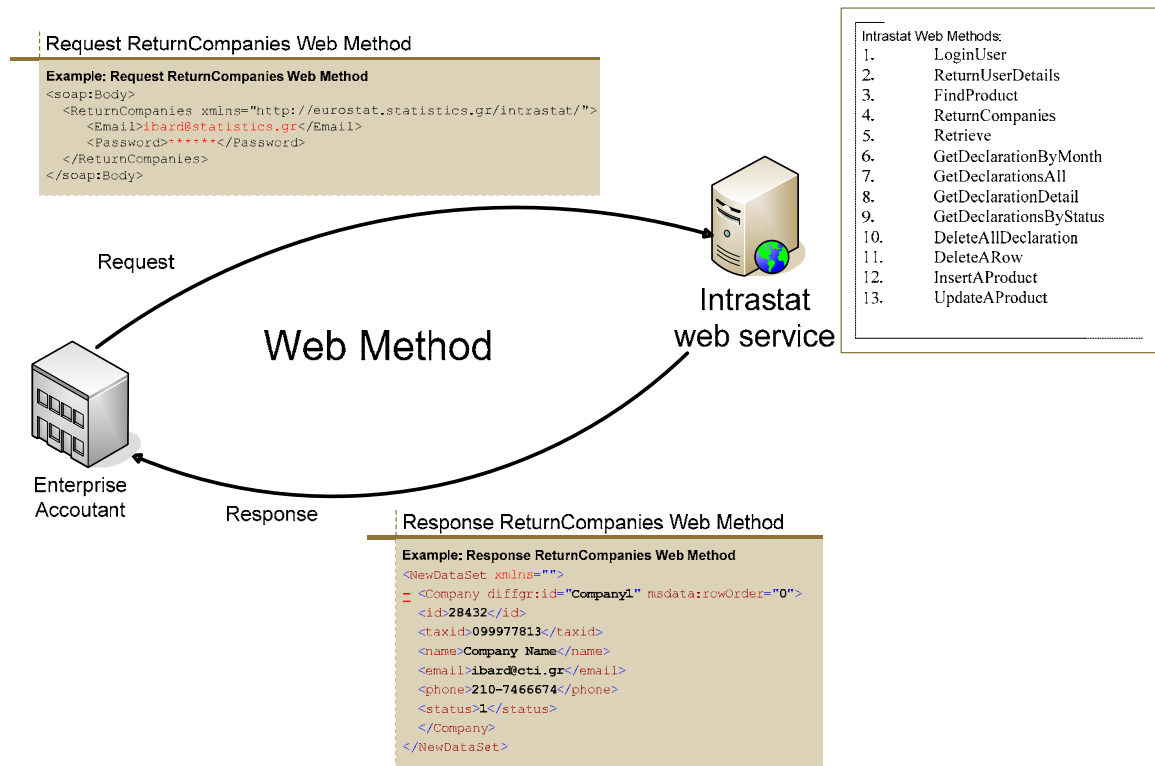 Request ReturnCompanies Web Method
Example: Request ReturnCompanies Web Method
<soap:Body>
<ReturnCompanies xmlns="http://eurostat.statistics.gr/intrastat/">
<Email>ibard@statistics.gr</Email>
<Password>******</Password>
</ReturnCompanies>
</soap:Body>
Intrastat Web Methods:
1. LoginUser
2. ReturnUserDetails
3. FindProduct
4. ReturnCompanies
5. Retrieve
6. GetDeclarationByMonth
7. GetDeclarationsAll
8. GetDeclarationDetail
9. GetDeclarationsByStatus
10. DeleteAllDeclaration
11. DeleteARow
12. InsertAProduct
13. UpdateAProduct
Request
Web Method
Intrastat
web service
Enterprise
Accoutant
Response
Response ReturnCompanies Web Method
Example: Response ReturnCompanies Web Method
<NewDataSet xmlns="">
- <Company diffgr:id="Company1" msdata:rowOrder="0">
<id>28432</id>
<taxid>099977813</taxid>
<name>Company Name</name>
<email>ibard@cti.gr</email>
<phone>210-7466674</phone>
<status>1</status>
</Company>
</NewDataSet>